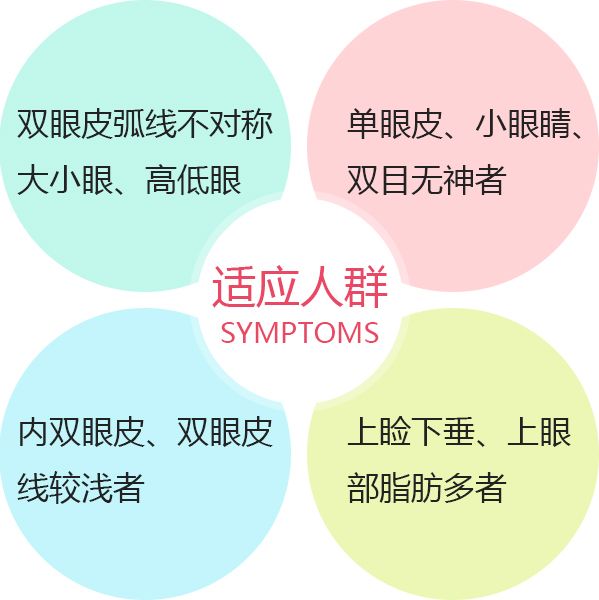 双眼皮弧线不对称
大小眼、高低眼
单眼皮、小眼睛、
双目无神者
适应人群
SYMPTOMS
内双眼皮、双眼皮
线较浅者
上睑下垂、上眼
部脂肪多者